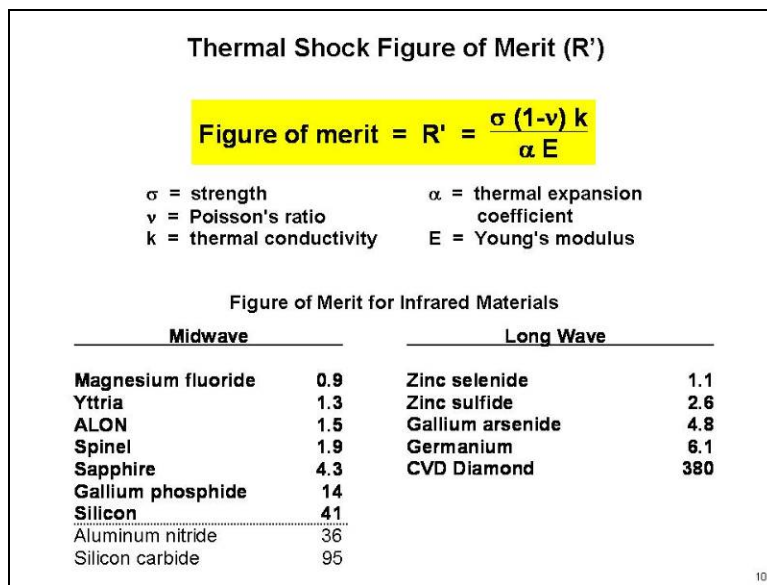 Thermal Shock Figure of Merit (R’)
Figure of merit = R' = σ (1-ν) k / α E
σ = strength
ν = Poisson's ratio
k = thermal conductivity
α = thermal expansion
coefficient
E = Young's modulus
Figure of Merit for Infrared Materials
Midwave
Magnesium fluoride 0.9
Yttria 1.3
ALON 1.5
Spinel 1.9
Sapphire 4.3
Gallium phosphide 14
Silicon 41
Aluminum nitride 36
Silicon carbide 95
Long Wave
Zinc selenide 1.1
Zinc sulfide 2.6
Gallium arsenide 4.8
Germanium 6.1
CVD Diamond 380
10